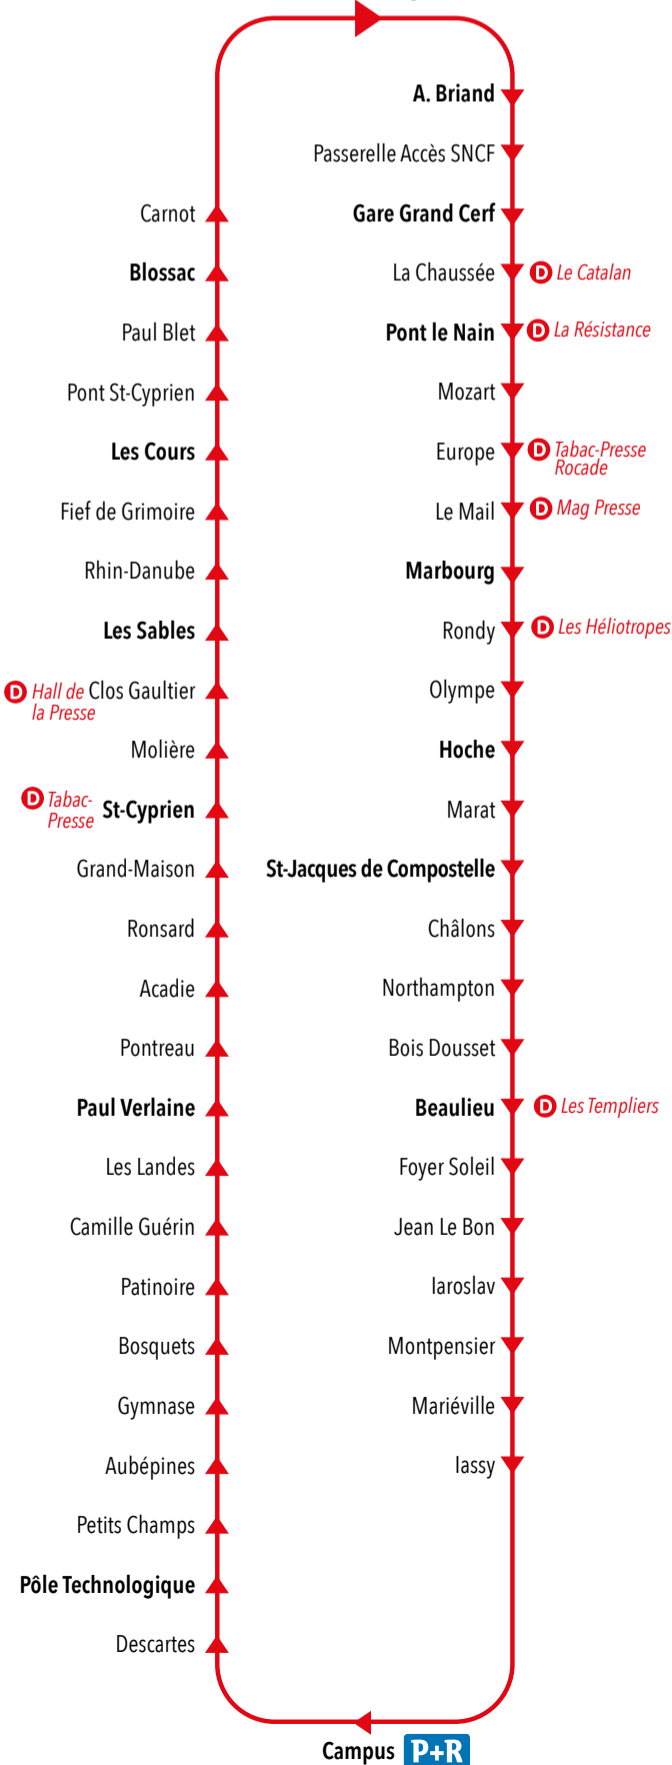 A. Briand
Passerelle Accès SNCF
Gare Grand Cerf
La Chaussée D Le Catalan
Pont le Nain D La Résistance
Mozart
Europe D Tabac-Presse
Rocade
Le Mail D Mag Presse
Marbourg
Rondy D Les Héliotropes
Olympe
Hoche
Marat
St-Jacques de Compostelle
Châlons
Northampton
Bois Dousset
Beaulieu D Les Templiers
Foyer Soleil
Jean Le Bon
Iaroslav
Montpensier
Mariéville
Iassy
Carnot
Blossac
Paul Blet
Pont St-Cyprien
Les Cours
Fief de Grimoire
Rhin-Danube
Les Sables
D Hall de Clos Gaultier
la Presse
Molière
D Tabac-
Presse St-Cyprien
Grand-Maison
Ronsard
Acadie
Pontreau
Paul Verlaine
Les Landes
Camille Guérin
Patinoire
Bosquets
Gymnase
Aubépines
Petits Champs
Pôle Technologique
Descartes
Campus P+R